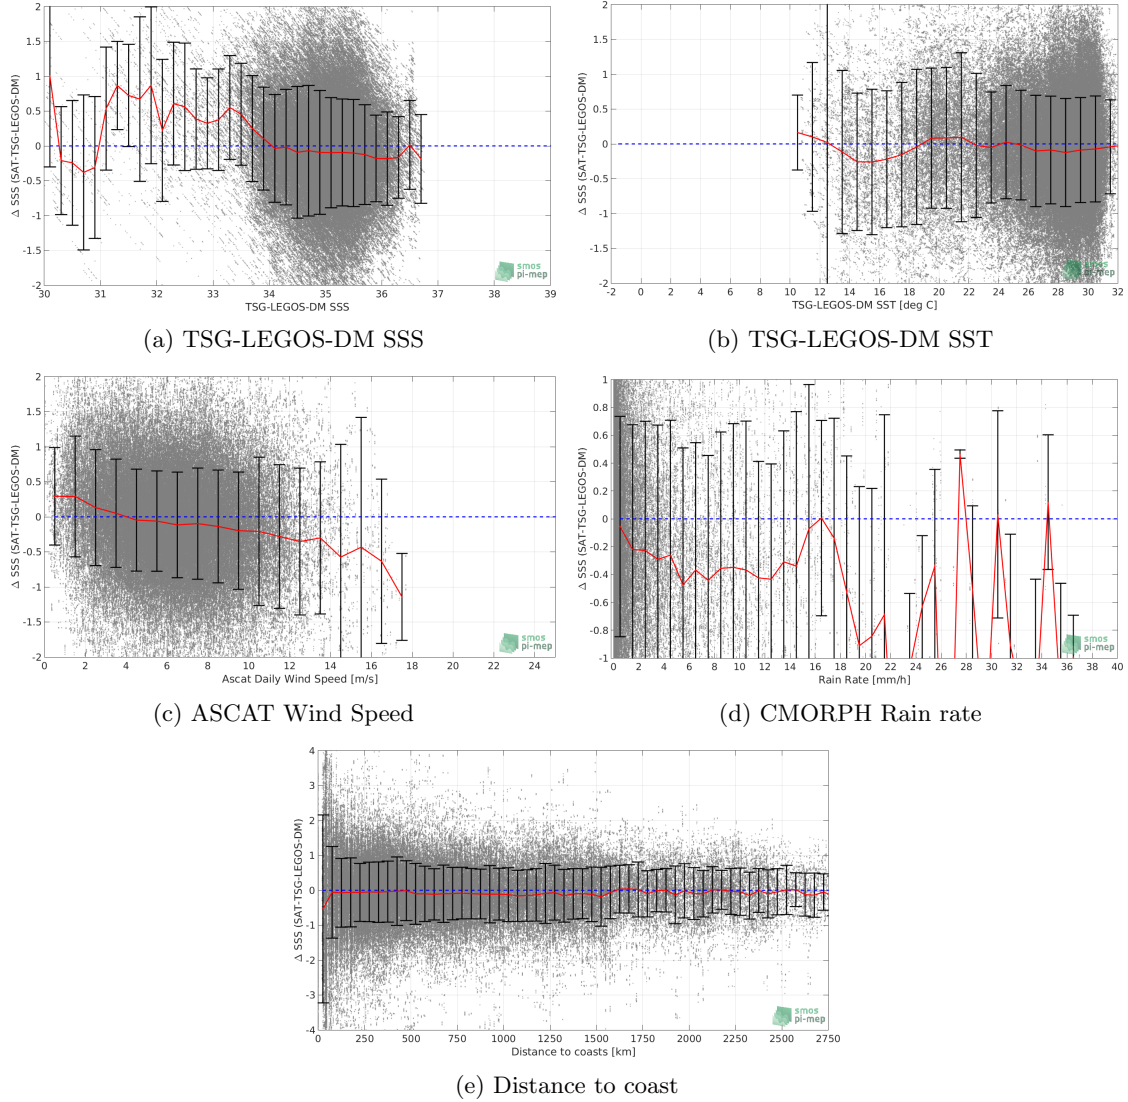 Δ SSS (SAT-TSG-LEGOS-DM)
2
1.5
1
0.5
0
-0.5
-1
-1.5
-2
30 31 32 33 34 35 36 37 38 39
TSG-LEGOS-DM SSS
smos
pi-mep
(a) TSG-LEGOS-DM SSS
Δ SSS (SAT-TSG-LEGOS-DM)
2
1.5
1
0.5
0
-0.5
-1
-1.5
-2
-2 0 2 4 6 8 10 12 14 16 18 20 22 24 26 28 30 32
TSG-LEGOS-DM SST [deg C]
smos
pi-mep
(b) TSG-LEGOS-DM SST
Δ SSS (SAT-TSG-LEGOS-DM)
2
1.5
1
0.5
0
-0.5
-1
-1.5
-2
0 2 4 6 8 10 12 14 16 18 20 22 24
Ascat Daily Wind Speed [m/s]
smos
pi-mep
(c) ASCAT Wind Speed
Δ SSS (SAT-TSG-LEGOS-DM)
1
0.8
0.6
0.4
0.2
0
-0.2
-0.4
-0.6
-0.8
-1
0 2 4 6 8 10 12 14 16 18 20 22 24 26 28 30 32 34 36 38 40
Rain Rate [mm/h]
smos
pi-mep
(d) CMORPH Rain rate
Δ SSS (SAT-TSG-LEGOS-DM)
4
3
2
1
0
-1
-2
-3
-4
0 250 500 750 1000 1250 1500 1750 2000 2250 2500 2750
Distance to coasts [km]
smos
pi-mep
(e) Distance to coast